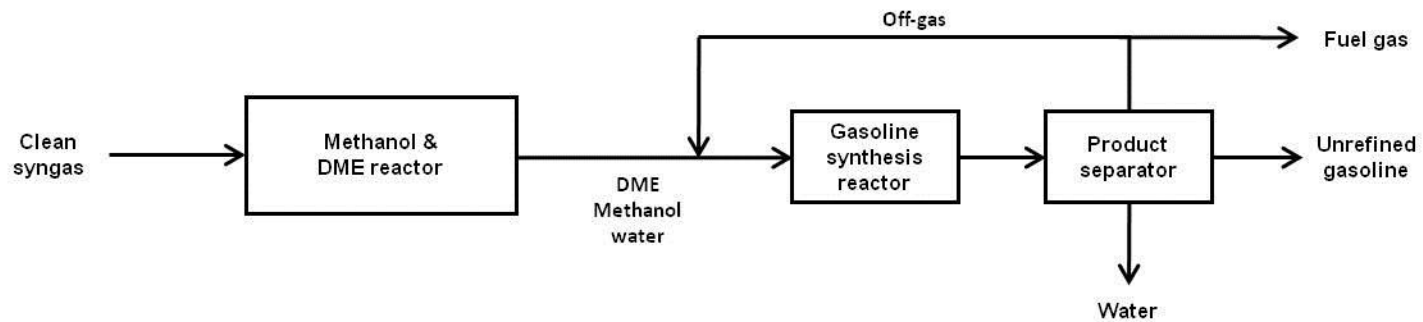 Off-gas
Fuel gas
Clean
syngas
Methanol &
DME reactor
DME
Methanol
water
Gasoline
synthesis
reactor
Product
separator
Unrefined
gasoline
Water